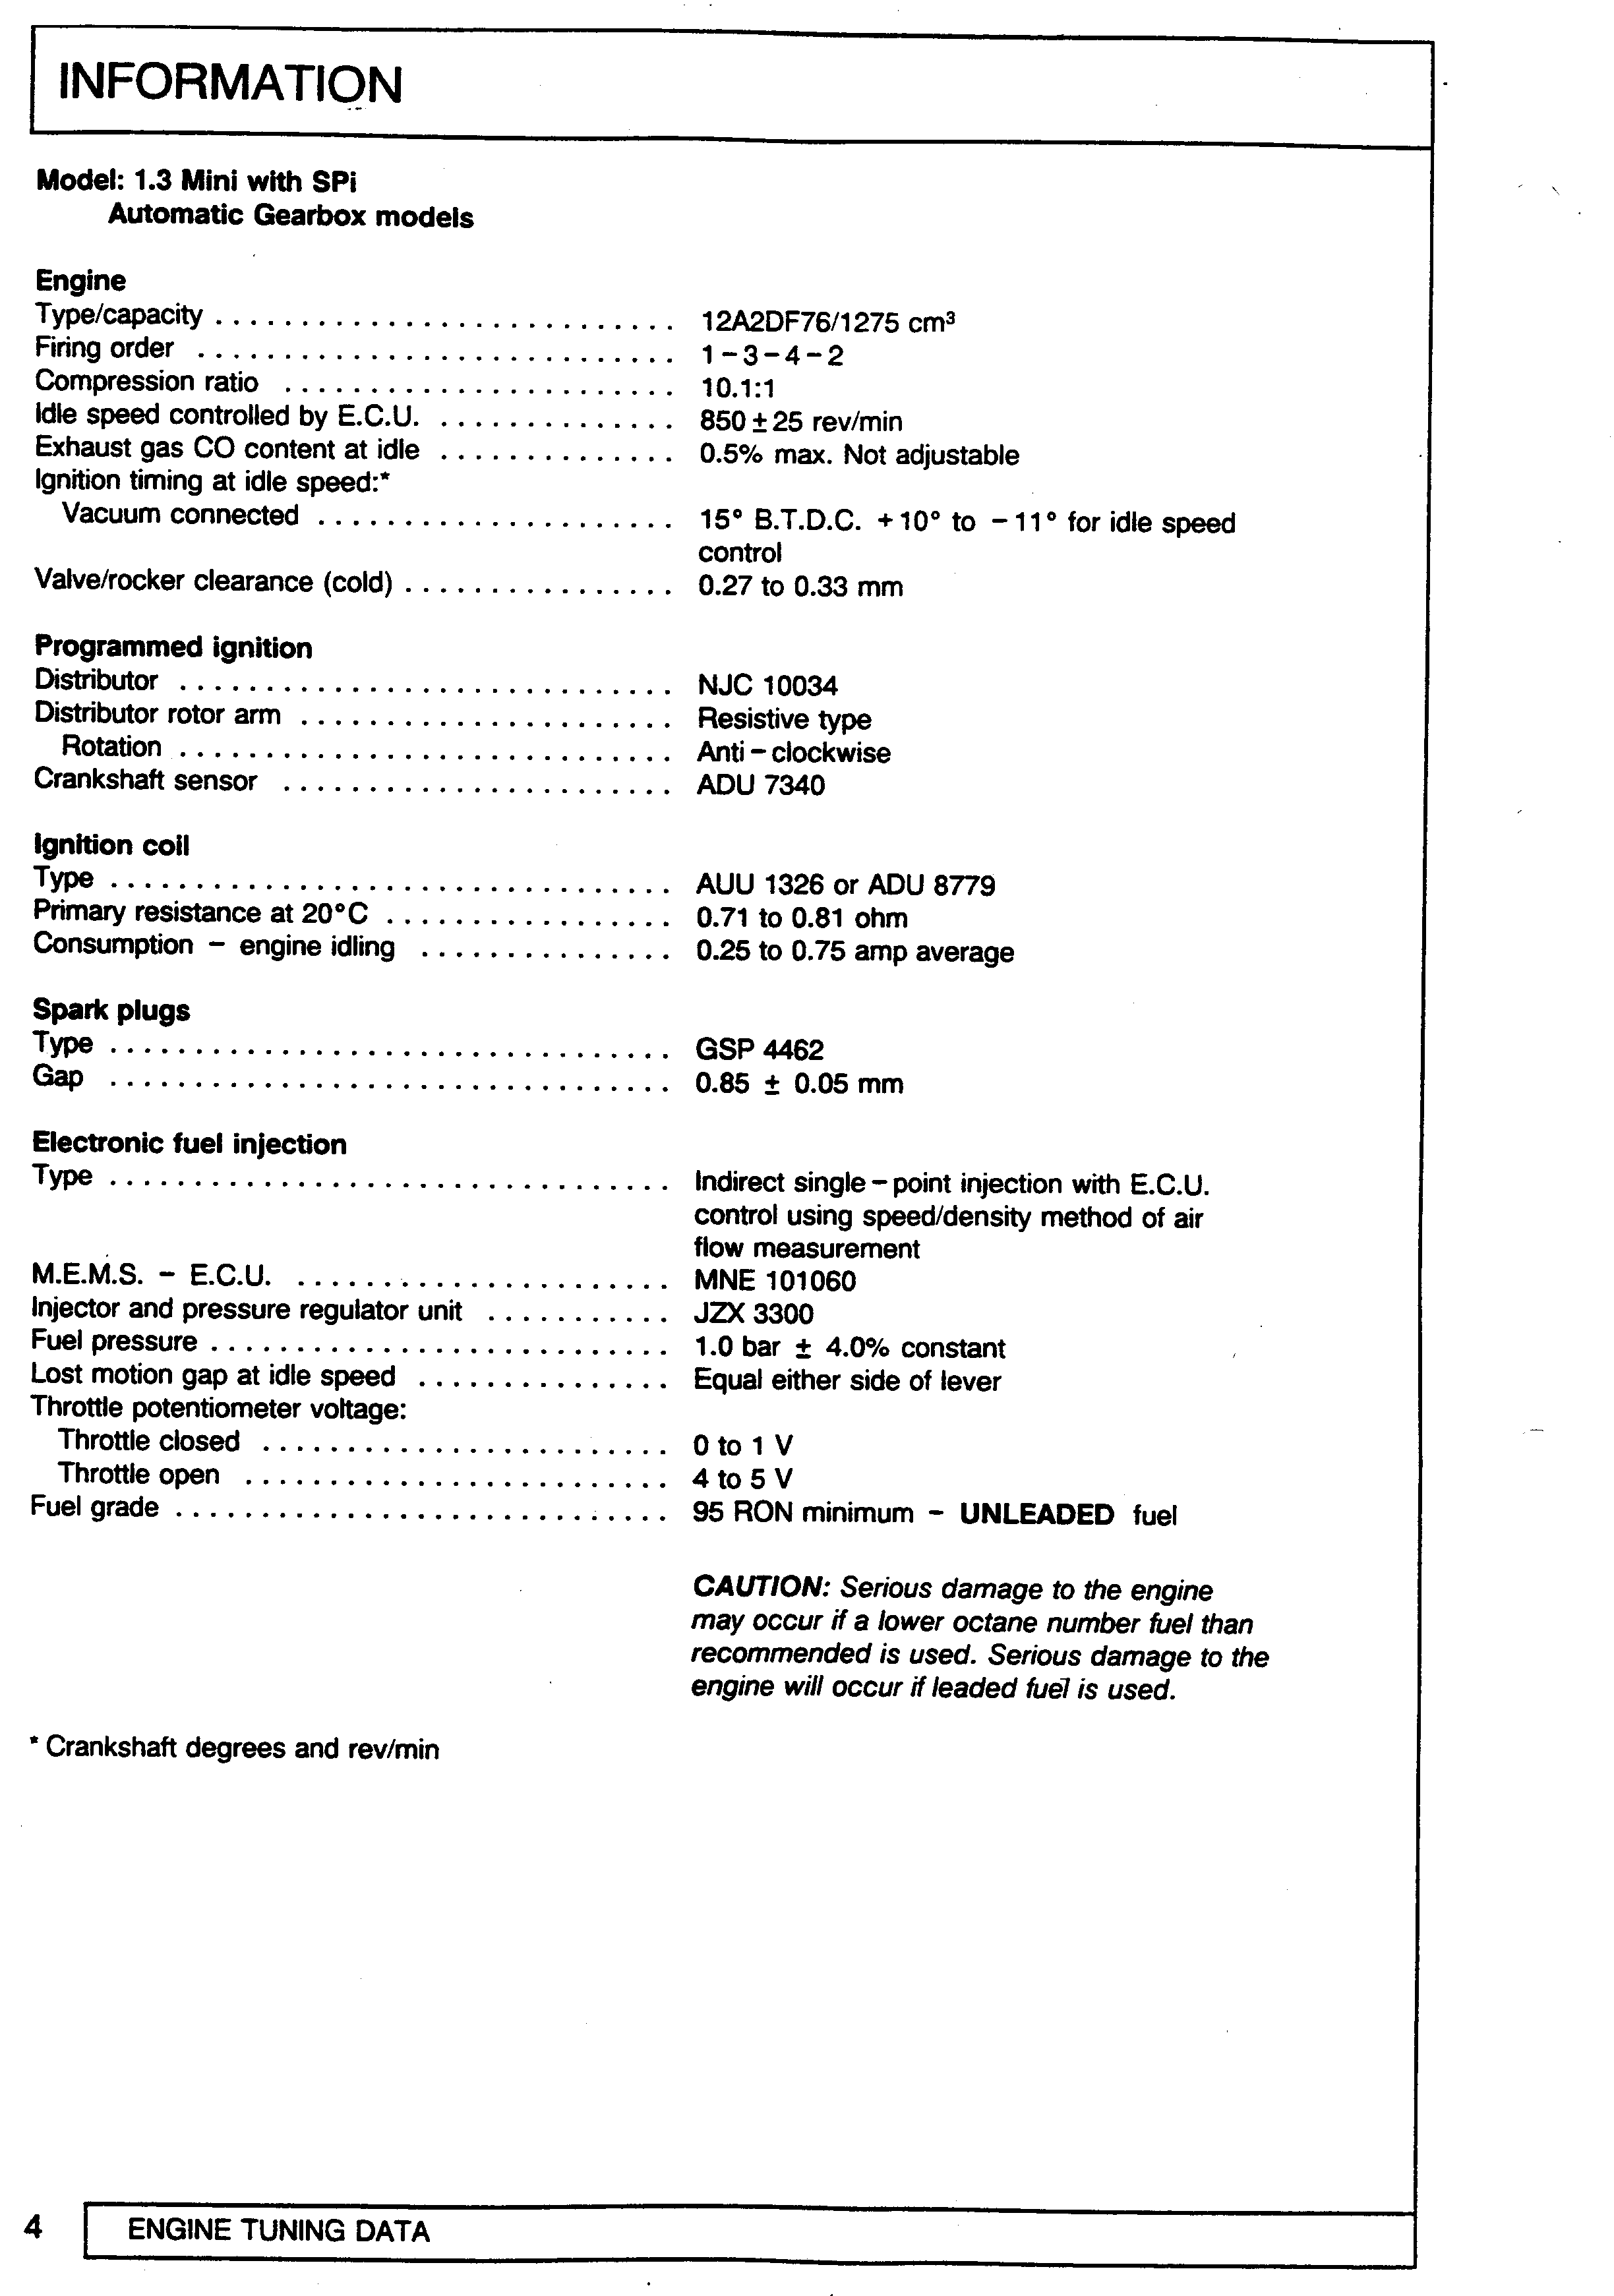 INFORMATION
Model: 1.3 Mini with SPi
Automatic Gearbox models
Engine
Type/capacity ........................... 12A2DF76/1275 cm³
Firing order ............................ 1-3-4-2
Compression ratio ....................... 10.1:1
Idle speed controlled by E.C.U. .............. 850±25 rev/min
Exhaust gas CO content at idle .............. 0.5% max. Not adjustable
Ignition timing at idle speed:*
Vacuum connected ..................... 15° B.T.D.C. +10° to -11° for idle speed
control
Valve/rocker clearance (cold) ................ 0.27 to 0.33 mm
Programmed ignition
Distributor ............................. NJC 10034
Distributor rotor arm ...................... Resistive type
Rotation ............................. Anti-clockwise
Crankshaft sensor ....................... ADU 7340
Ignition coil
Type ................................. AUU 1326 or ADU 8779
Primary resistance at 20°C ................. 0.71 to 0.81 ohm
Consumption - engine idling ............... 0.25 to 0.75 amp average
Spark plugs
Type ................................. GSP 4462
Gap ................................. 0.85 ± 0.05 mm
Electronic fuel injection
Type ................................. Indirect single-point injection with E.C.U.
control using speed/density method of air
flow measurement
M.E.M.S. - E.C.U. ...................... MNE 101060
Injector and pressure regulator unit ........... JZX 3300
Fuel pressure ........................... 1.0 bar ± 4.0% constant
Lost motion gap at idle speed ............... Equal either side of lever
Throttle potentiometer voltage:
Throttle closed ........................ 0 to 1 V
Throttle open ......................... 4 to 5 V
Fuel grade ............................. 95 RON minimum - UNLEADED fuel
CAUTION: Serious damage to the engine
may occur if a lower octane number fuel than
recommended is used. Serious damage to the
engine will occur if leaded fuel is used.
* Crankshaft degrees and rev/min
4 ENGINE TUNING DATA